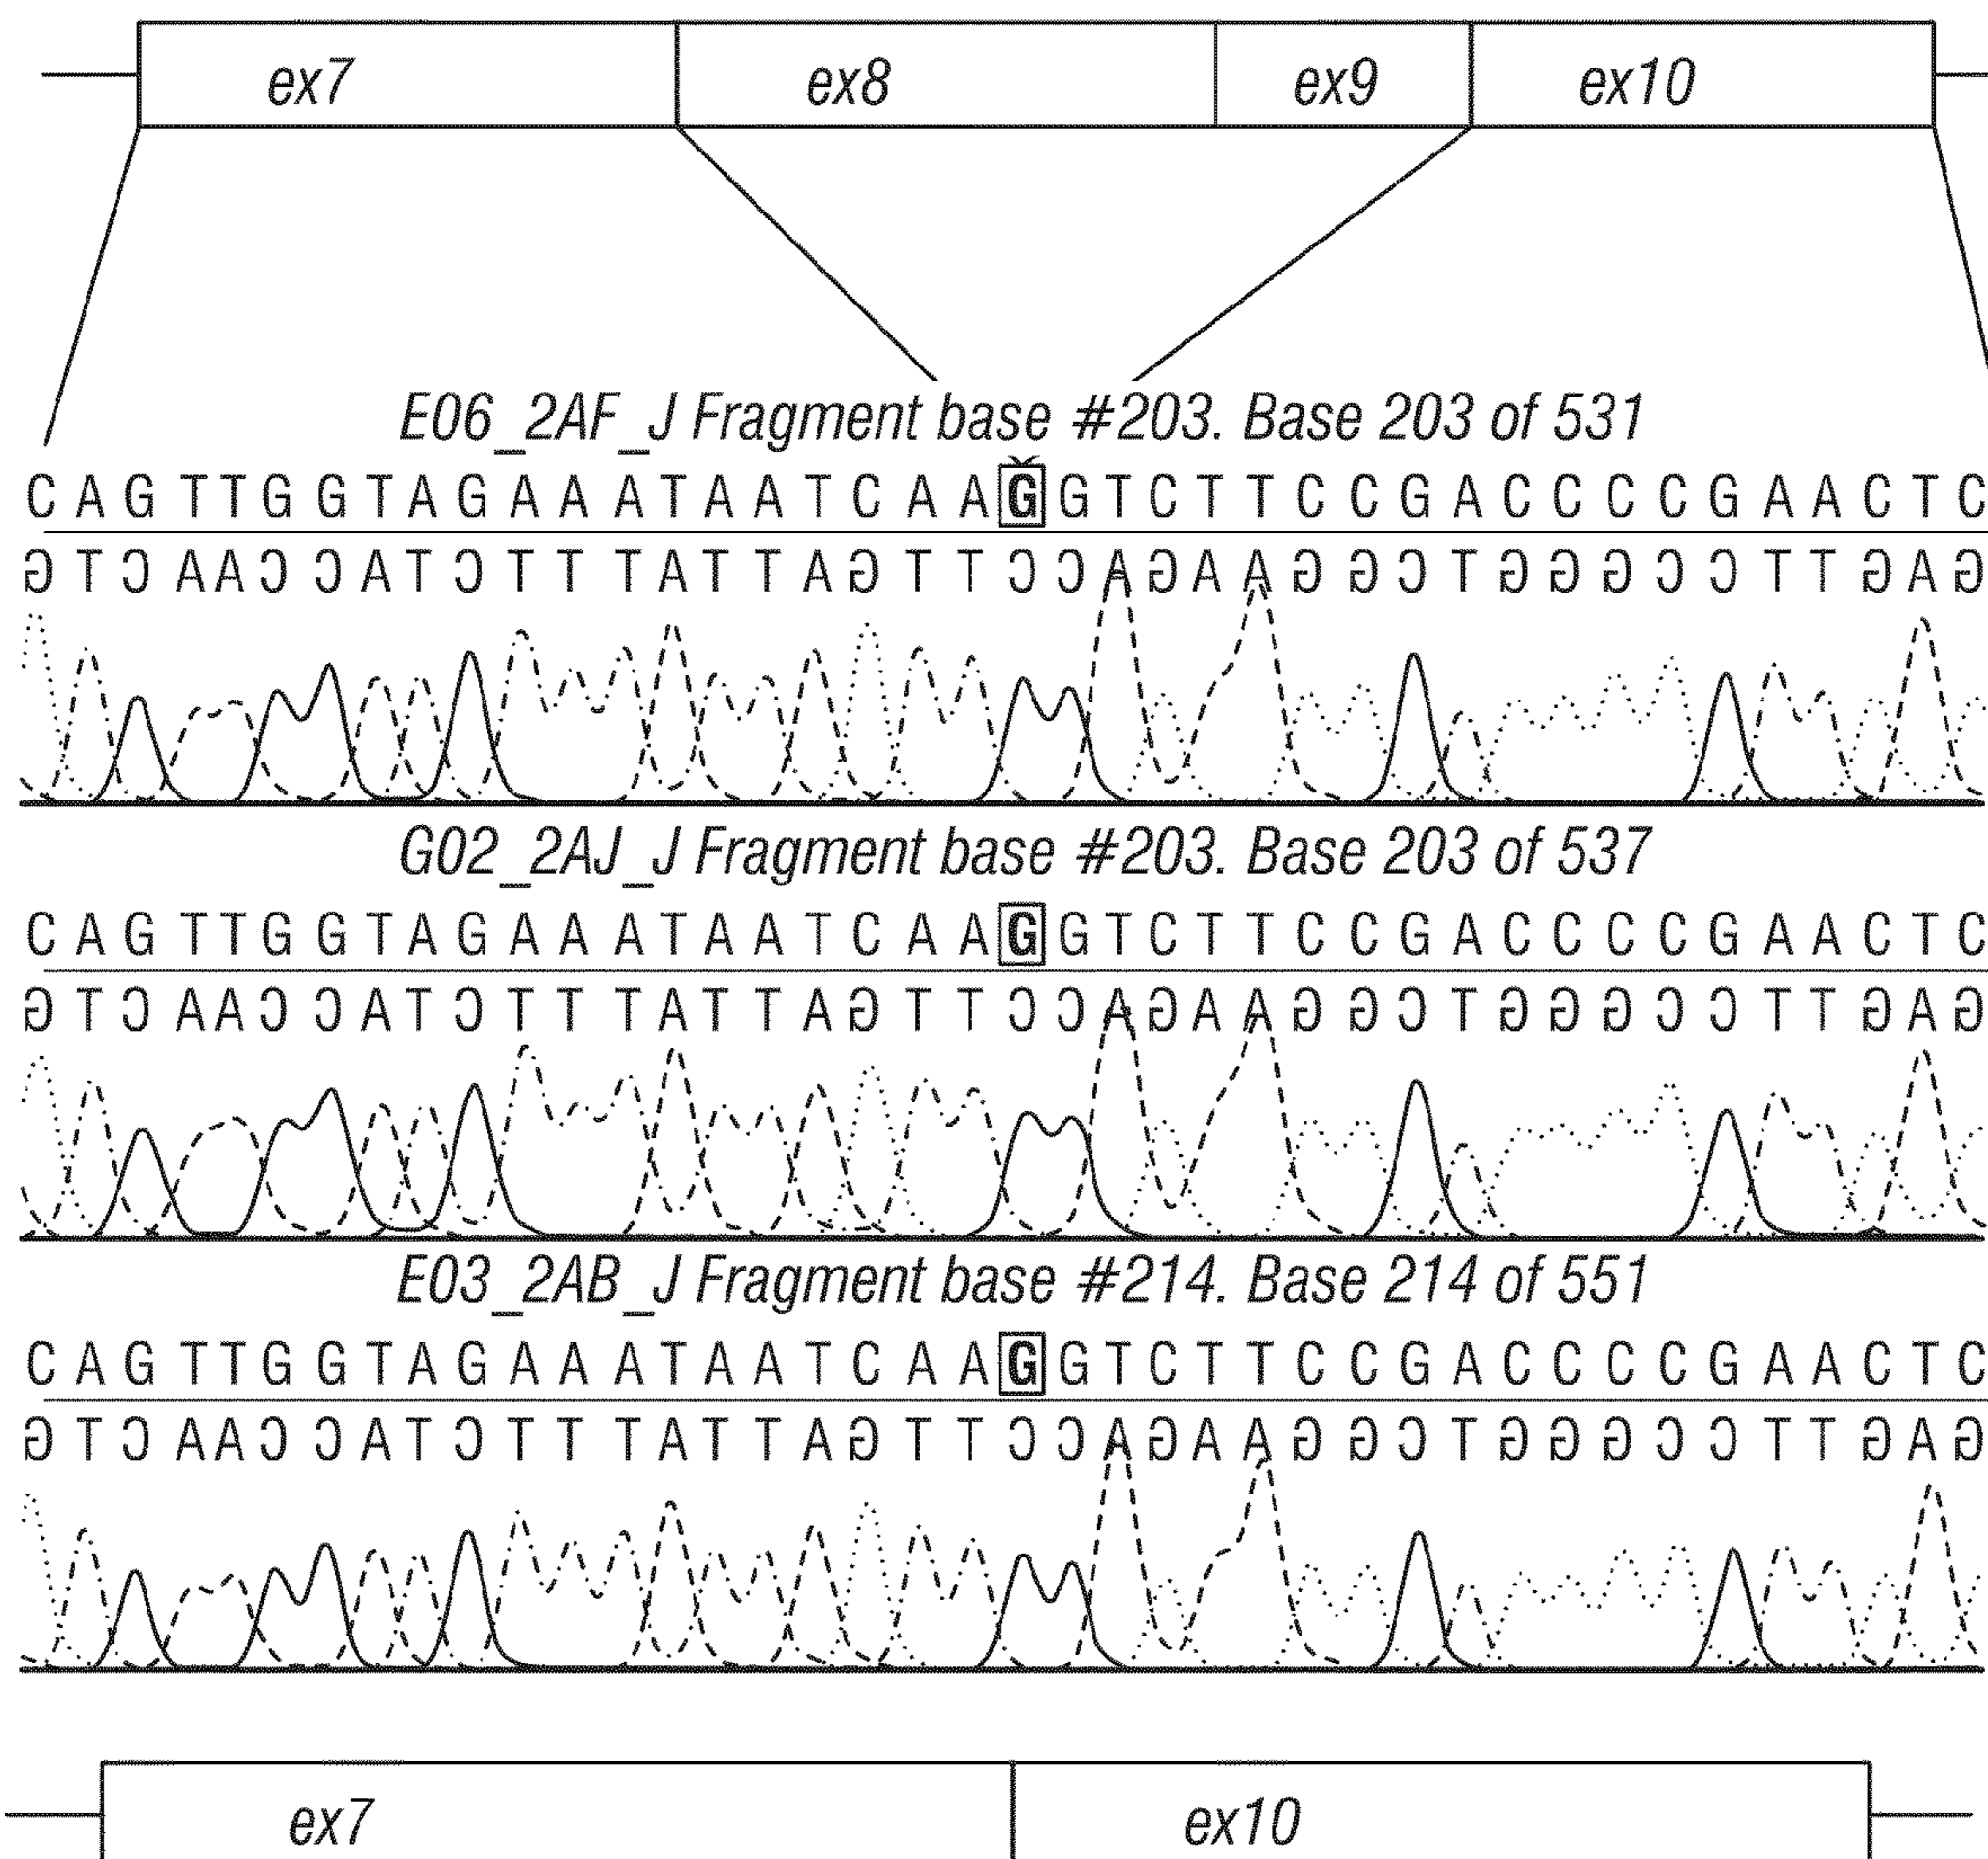 ex7 ex8 ex9 ex10
E06_2AF_J Fragment base #203. Base 203 of 531
C A G T T G G T A G A A A T A A T C A A G G T C T T C C G A C C C C G A A C T C
G T C A A C C A T C T T T A T T A G T T C C A G A A G G C T G G G C C T T G A G
G02_2AJ_J Fragment base #203. Base 203 of 537
C A G T T G G T A G A A A T A A T C A A G G T C T T C C G A C C C C G A A C T C
G T C A A C C A T C T T T A T T A G T T C C A G A A G G C T G G G C C T T G A G
E03_2AB_J Fragment base #214. Base 214 of 551
C A G T T G G T A G A A A T A A T C A A G G T C T T C C G A C C C C G A A C T C
G T C A A C C A T C T T T A T T A G T T C C A G A A G G C T G G G C C T T G A G
ex7 ex10